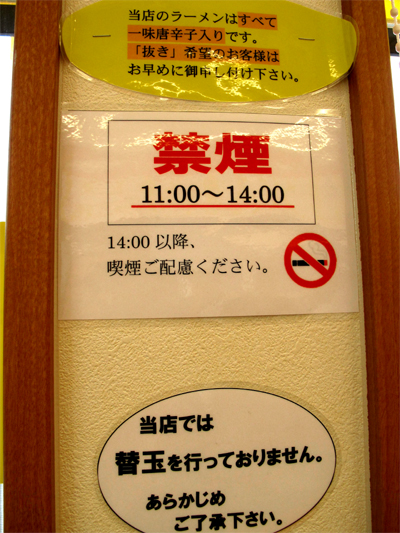 当店のラーメンはすべて
一味唐辛子入りです。
「抜き」希望のお客様は
お早めに御申し付け下さい。
禁煙
11:00～14:00
14:00 以降、
喫煙ご配慮ください。
当店では
替玉を行っておりません。
あらかじめ
ご了承下さい。